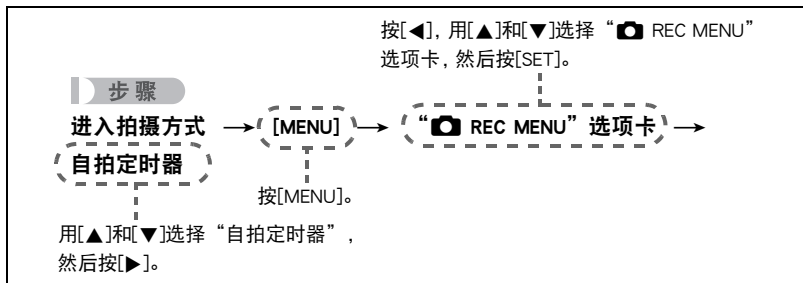 按[◀], 用[▲]和[▼]选择“📷 REC MENU”
选项卡, 然后按[SET]。
步骤
进入拍摄方式 → [MENU] → “📷 REC MENU”选项卡 →
自拍定时器
按[MENU]。
用[▲]和[▼]选择“自拍定时器”,
然后按[▶]。